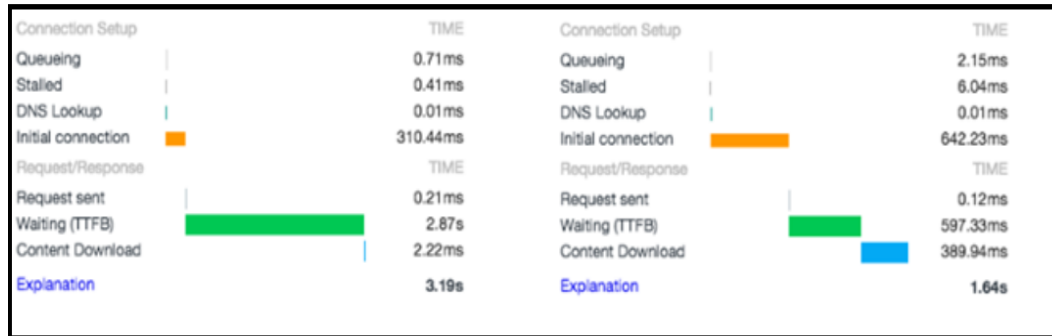 Connection Setup TIME
Queueing 0.71ms
Stalled 0.41ms
DNS Lookup 0.01ms
Initial connection 310.44ms
Request/Response TIME
Request sent 0.21ms
Waiting (TTFB) 2.87s
Content Download 2.22ms
Explanation 3.19s
Connection Setup TIME
Queueing 2.15ms
Stalled 6.04ms
DNS Lookup 0.01ms
Initial connection 642.23ms
Request/Response TIME
Request sent 0.12ms
Waiting (TTFB) 597.33ms
Content Download 389.94ms
Explanation 1.64s